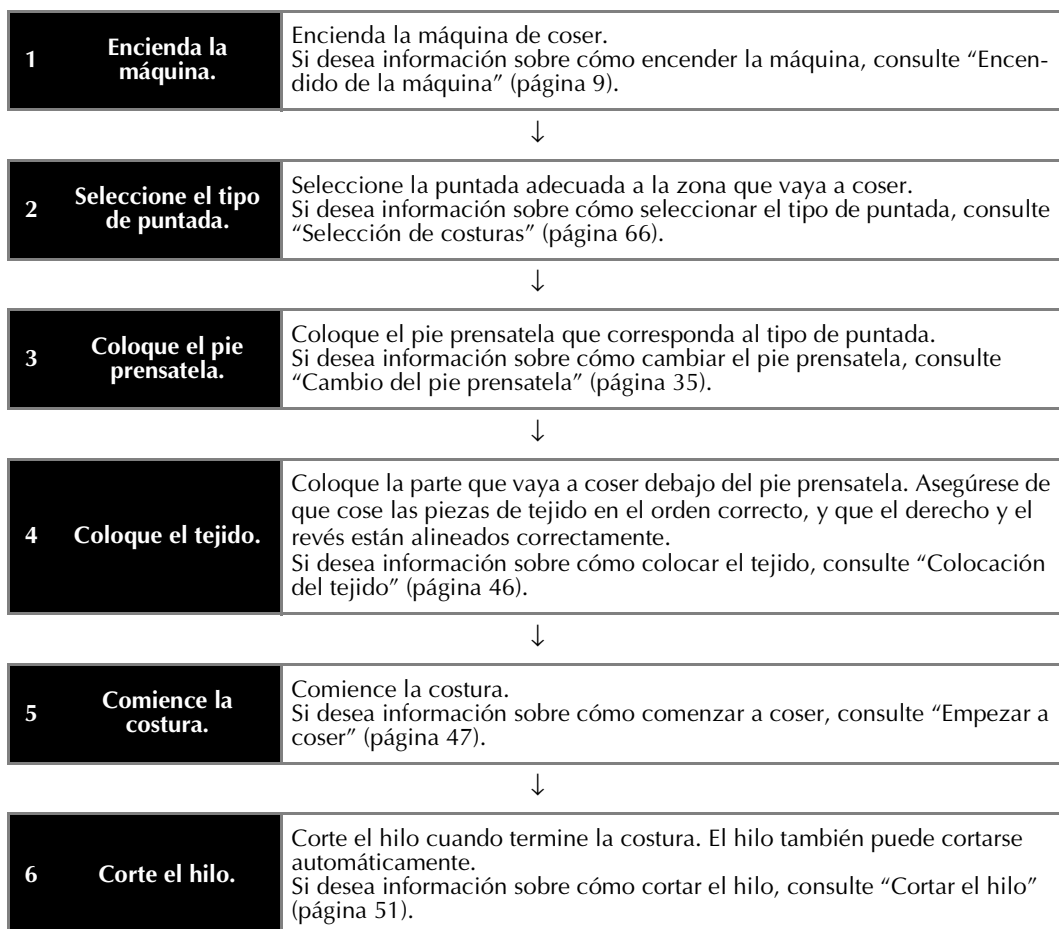 1
Encienda la
máquina.
Encienda la máquina de coser.
Si desea información sobre cómo encender la máquina, consulte “Encen-
dido de la máquina” (página 9).
↓
2
Seleccione el tipo
de puntada.
Seleccione la puntada adecuada a la zona que vaya a coser.
Si desea información sobre cómo seleccionar el tipo de puntada, consulte
“Selección de costuras” (página 66).
↓
3
Coloque el pie
prensatela.
Coloque el pie prensatela que corresponda al tipo de puntada.
Si desea información sobre cómo cambiar el pie prensatela, consulte
“Cambio del pie prensatela” (página 35).
↓
4
Coloque el tejido.
Coloque la parte que vaya a coser debajo del pie prensatela. Asegúrese de
que cose las piezas de tejido en el orden correcto, y que el derecho y el
revés están alineados correctamente.
Si desea información sobre cómo colocar el tejido, consulte “Colocación
del tejido” (página 46).
↓
5
Comience la
costura.
Comience la costura.
Si desea información sobre cómo comenzar a coser, consulte “Empezar a
coser” (página 47).
↓
6
Corte el hilo.
Corte el hilo cuando termine la costura. El hilo también puede cortarse
automáticamente.
Si desea información sobre cómo cortar el hilo, consulte “Cortar el hilo”
(página 51).